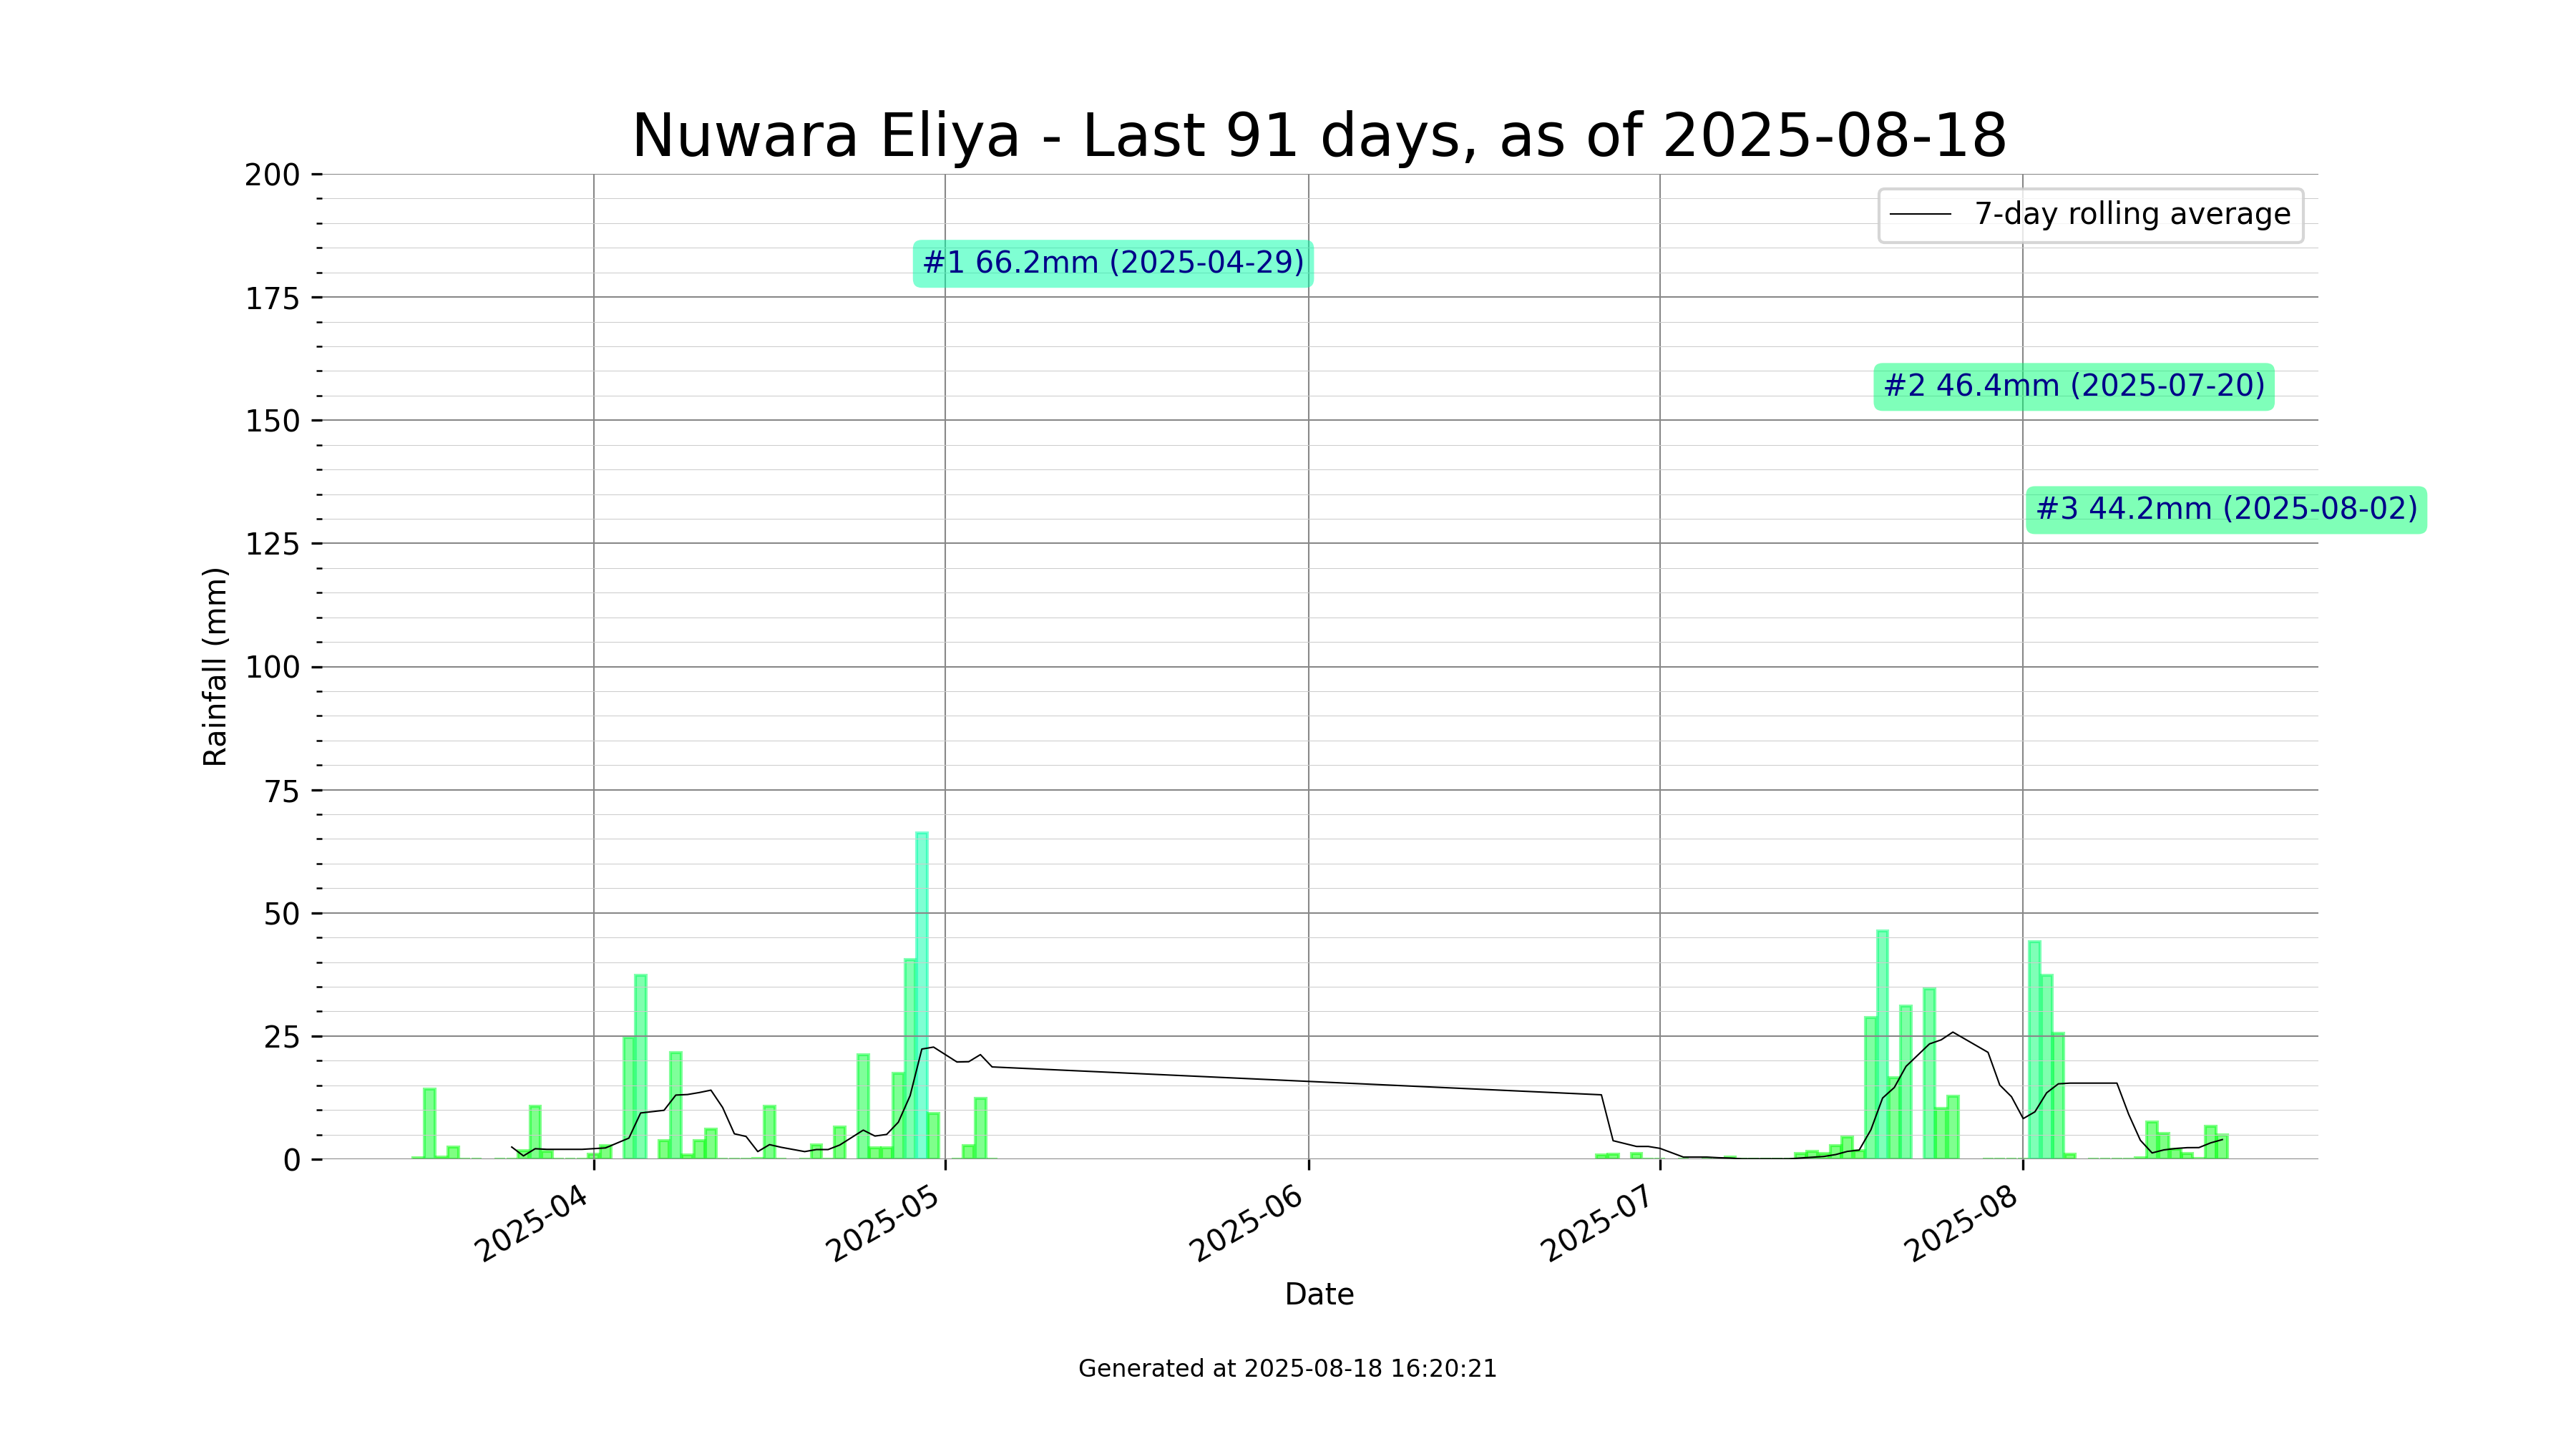 Nuwara Eliya - Last 91 days, as of 2025-08-18
200
175
150
125
100
75
50
25
0
Rainfall (mm)
7-day rolling average
#1 66.2mm (2025-04-29)
#2 46.4mm (2025-07-20)
#3 44.2mm (2025-08-02)
2025-04
2025-05
2025-06
2025-07
2025-08
Date
Generated at 2025-08-18 16:20:21